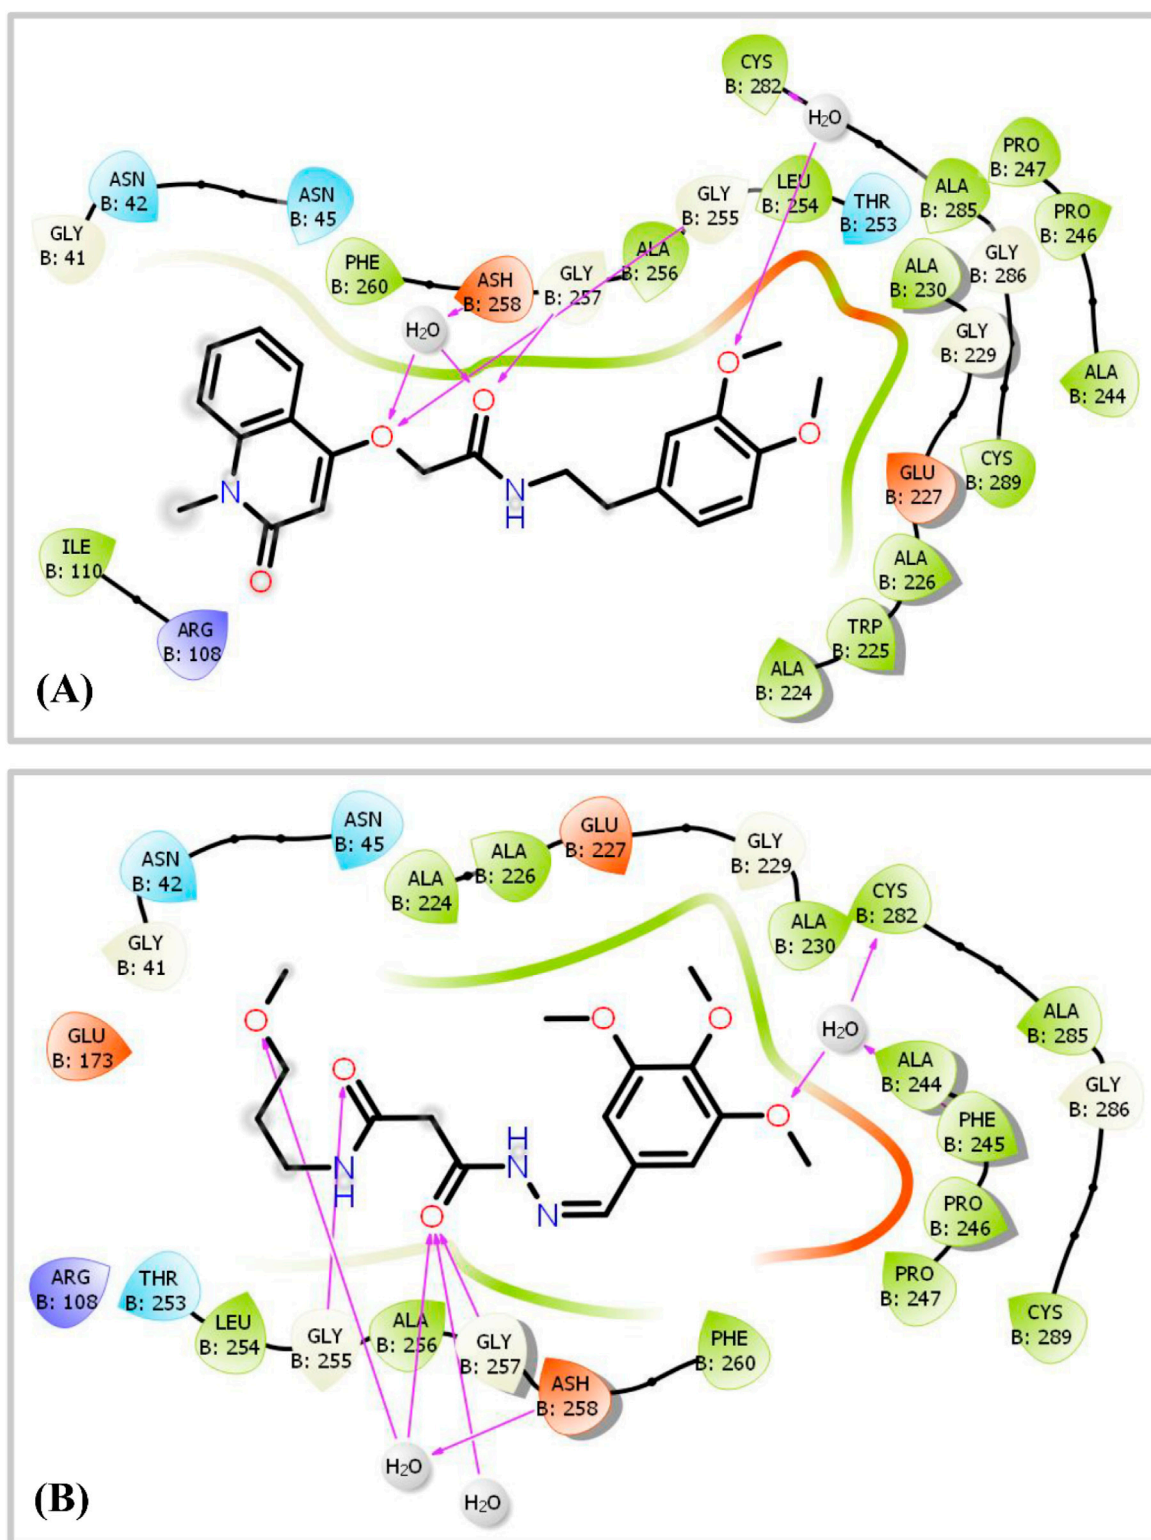 CYS
B: 282
H₂O
PRO
B: 247
ASN
B: 42
ASN
B: 45
GLY
B: 255
LEU
B: 254
THR
B: 253
ALA
B: 285
PRO
B: 246
GLY
B: 41
PHE
B: 260
ASH
B: 258
GLY
B: 257
ALA
B: 256
ALA
B: 230
GLY
B: 286
H₂O
GLY
B: 229
ALA
B: 244
O
O
O
O
N
N
H
O
GLU
B: 227
CYS
B: 289
ILE
B: 110
ALA
B: 226
ARG
B: 108
TRP
B: 225
ALA
B: 224
(A)
ASN
B: 45
GLU
B: 227
ASN
B: 42
ALA
B: 224
ALA
B: 226
GLY
B: 229
CYS
B: 282
GLY
B: 41
ALA
B: 230
GLU
B: 173
O
O
O
H₂O
ALA
B: 285
O
ALA
B: 244
GLY
B: 286
O
PHE
B: 245
N
H
H
N
O
N
PRO
B: 246
ARG
B: 108
THR
B: 253
LEU
B: 254
GLY
B: 255
ALA
B: 256
GLY
B: 257
ASH
B: 258
PHE
B: 260
PRO
B: 247
CYS
B: 289
H₂O
H₂O
(B)